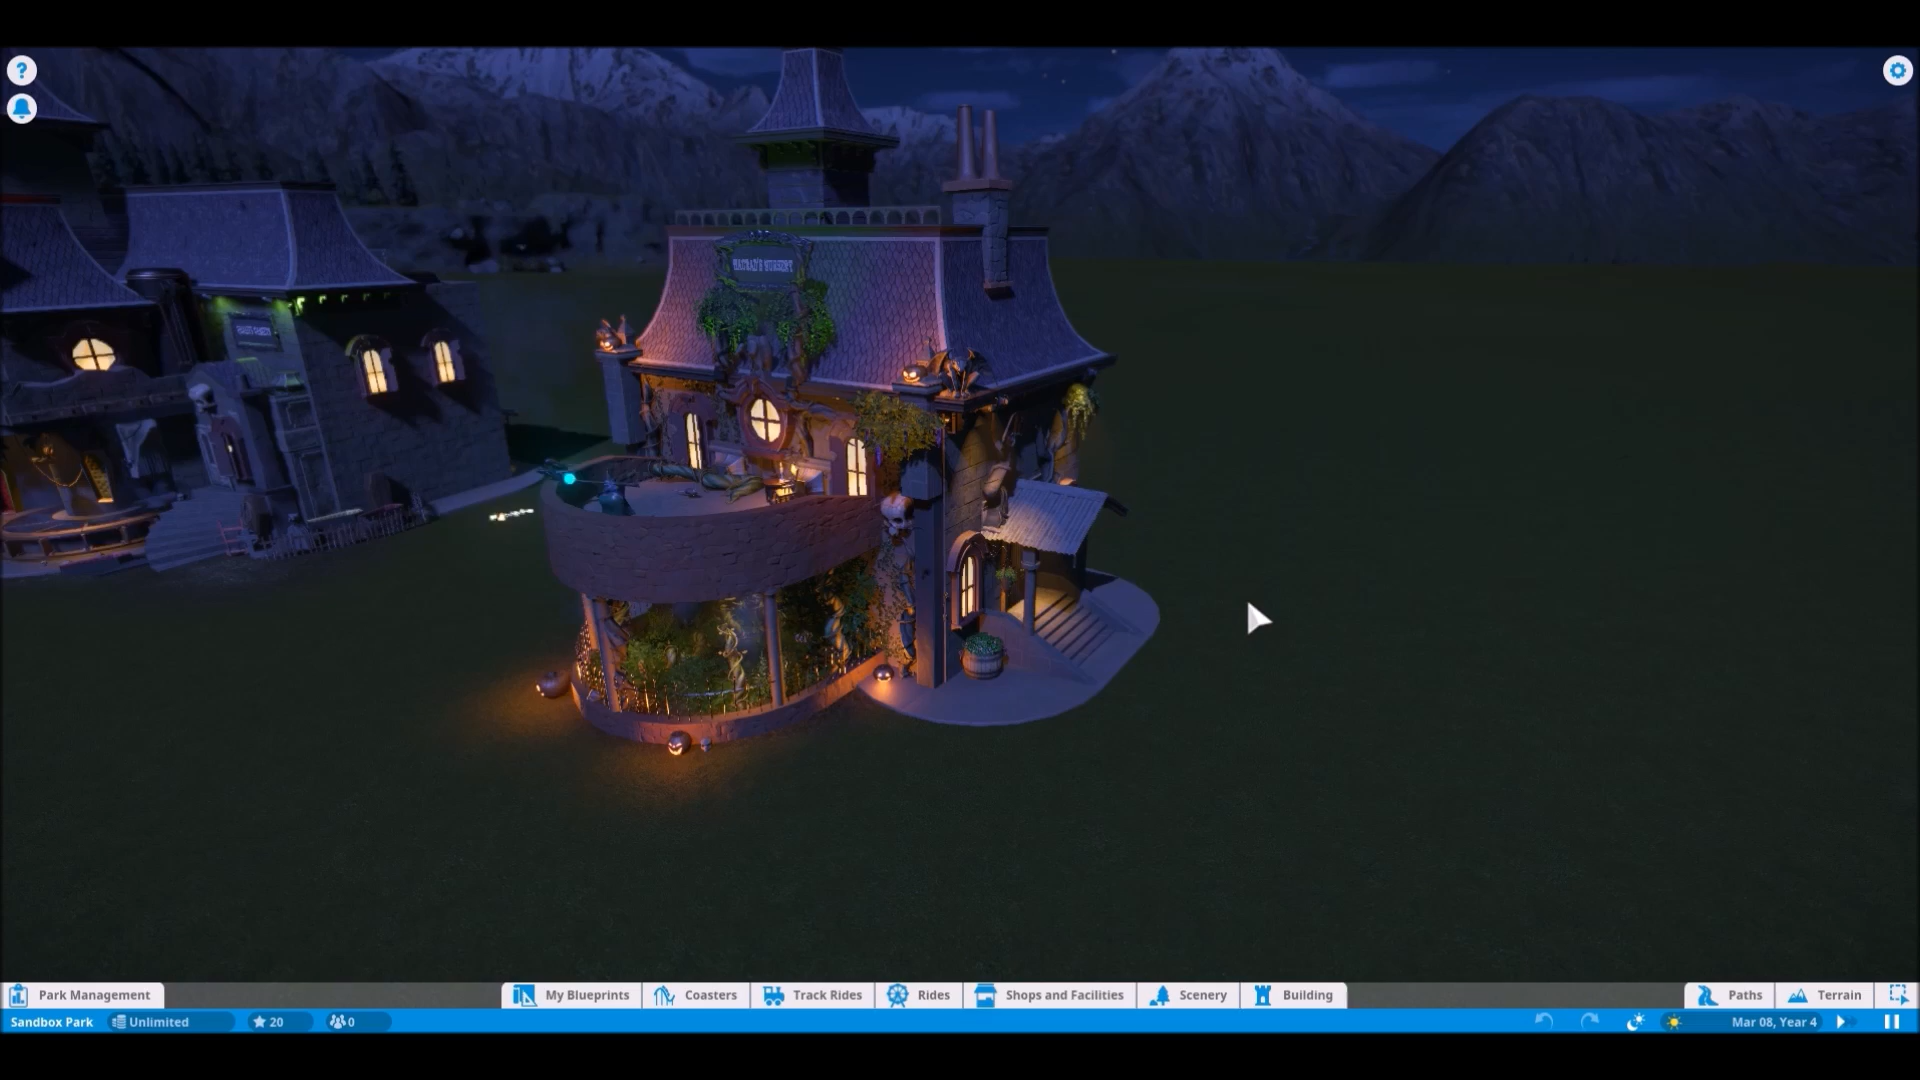 Park Management
My Blueprints
Coasters
Track Rides
Rides
Shops and Facilities
Scenery
Building
Paths
Terrain
Sandbox Park
Unlimited
20
0
Mar 08, Year 4